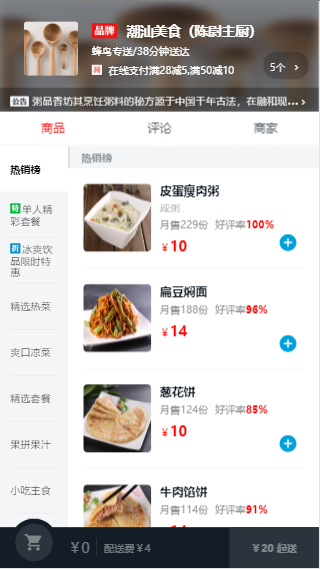 品牌 潮汕美食（陈尉主厨）
蜂鸟专送/38分钟送达
减 在线支付满28减5,满50减10
5个 >
公告 粥品香坊其烹饪粥料的秘方源于中国千年古法，在融和现... >
商品 评论 商家
热销榜
特 单人精彩套餐
折 冰爽饮品限时特惠
精选热菜
爽口凉菜
精选套餐
果拼果汁
小吃主食
热销榜
皮蛋瘦肉粥
咸粥
月售229份 好评率100%
￥10
扁豆焖面
月售188份 好评率96%
￥14
葱花饼
月售124份 好评率85%
￥10
牛肉馅饼
月售114份 好评率91%
￥14
￥0 配送费￥4 ￥20 起送